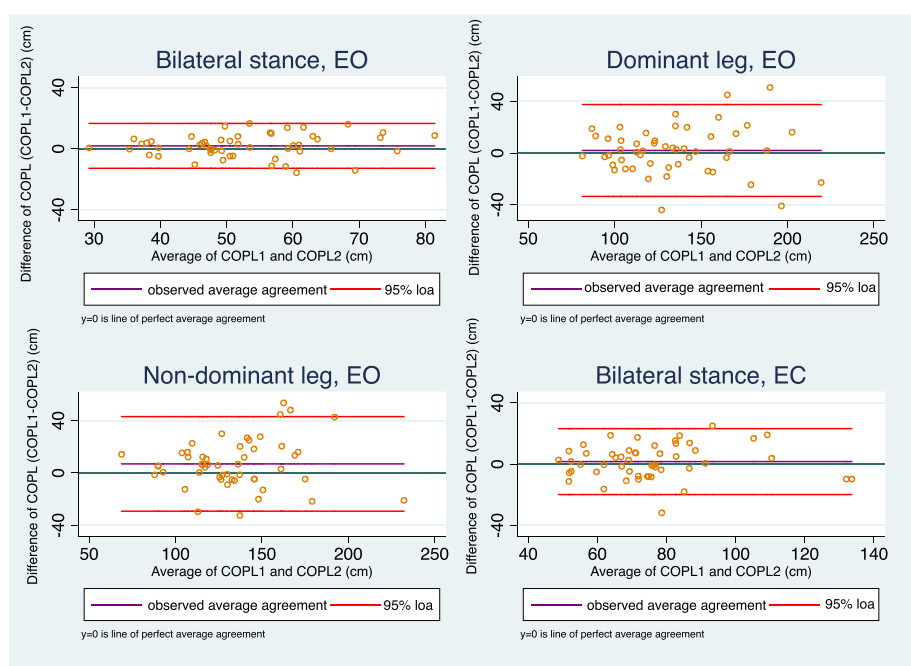 Bilateral stance, EO
Difference of COPL (COPL1-COPL2) (cm)
40
0
-40
30 40 50 60 70 80
Average of COPL1 and COPL2 (cm)
observed average agreement 95% loa
y=0 is line of perfect average agreement
Dominant leg, EO
Difference of COPL (COPL1-COPL2) (cm)
40
0
-40
50 100 150 200 250
Average of COPL1 and COPL2 (cm)
observed average agreement 95% loa
y=0 is line of perfect average agreement
Non-dominant leg, EO
Difference of COPL (COPL1-COPL2) (cm)
40
0
-40
50 100 150 200 250
Average of COPL1 and COPL2 (cm)
observed average agreement 95% loa
y=0 is line of perfect average agreement
Bilateral stance, EC
Difference of COPL (COPL1-COPL2) (cm)
40
0
-40
40 60 80 100 120 140
Average of COPL1 and COPL2 (cm)
observed average agreement 95% loa
y=0 is line of perfect average agreement